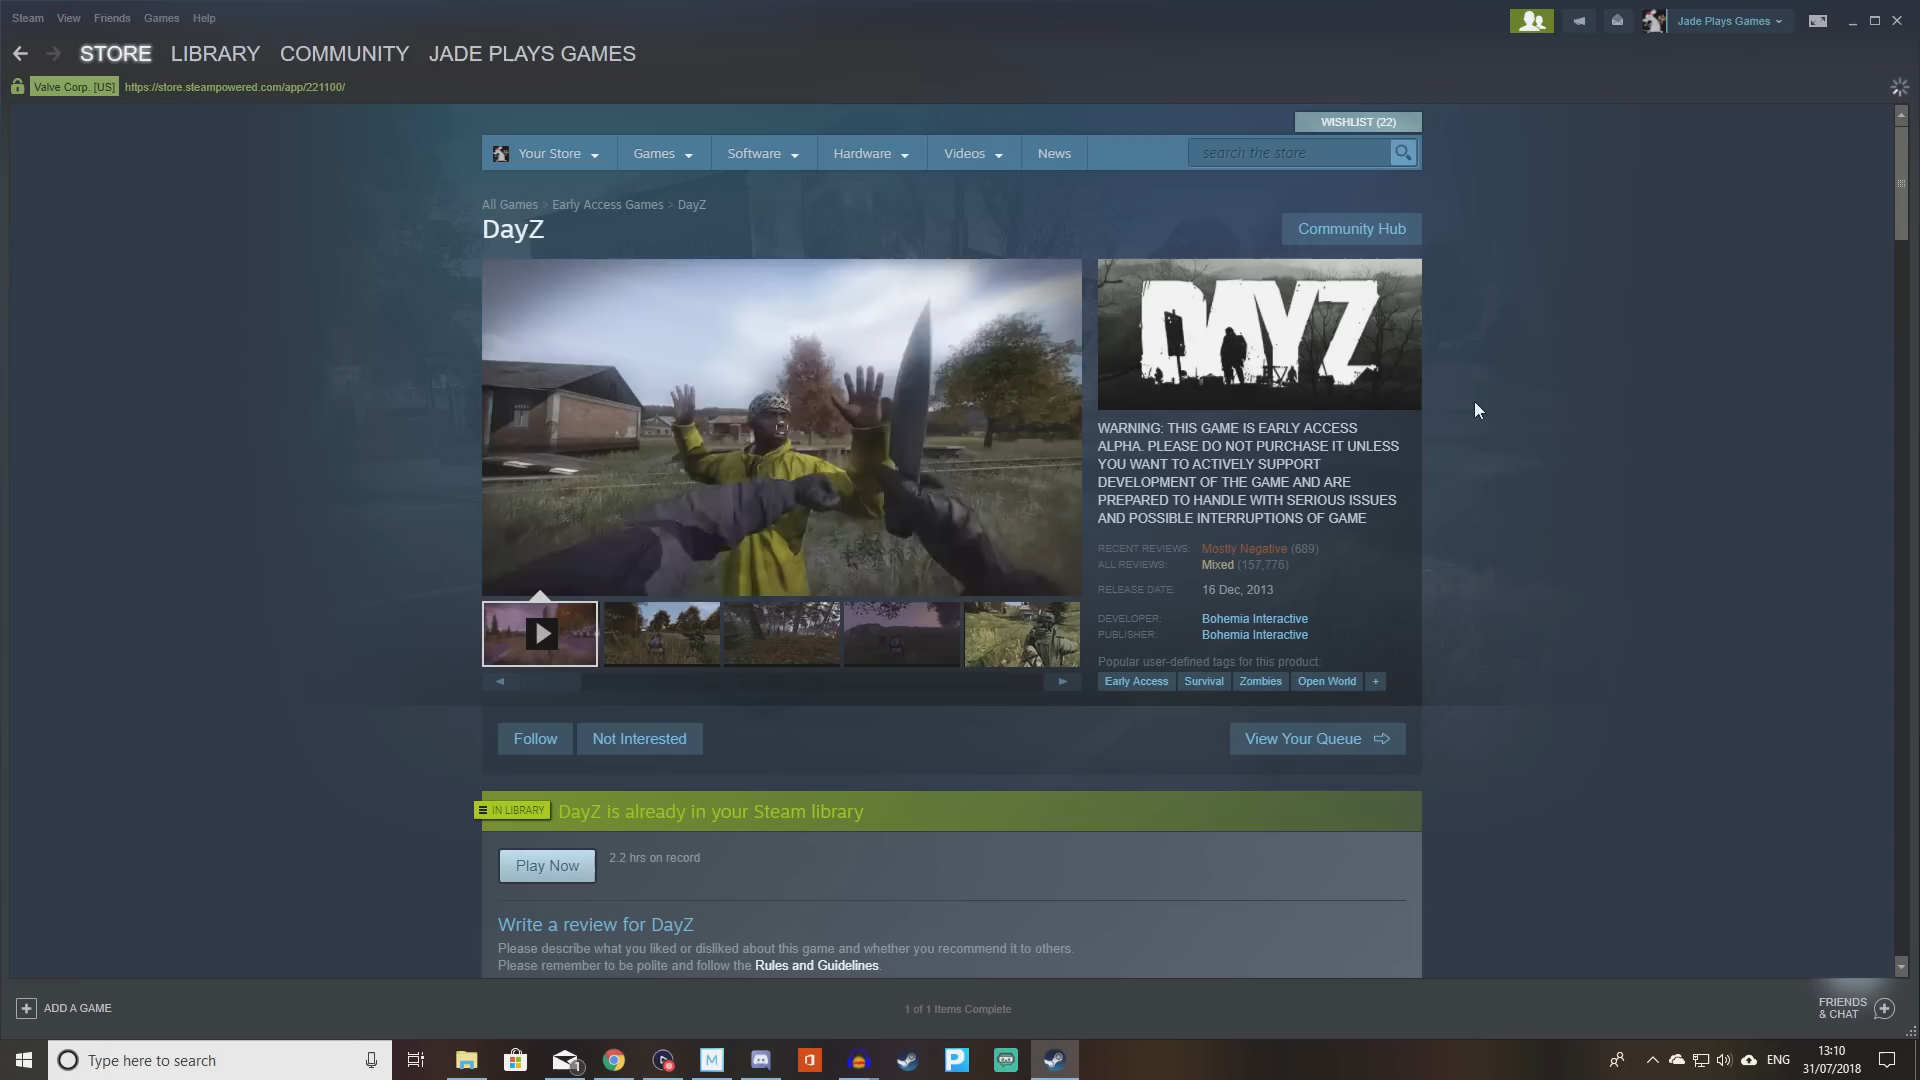 Steam View Friends Games Help
Jade Plays Games
STORE LIBRARY COMMUNITY JADE PLAYS GAMES
Valve Corp. [US] https://store.steampowered.com/app/221100/
WISHLIST (22)
Your Store Games Software Hardware Videos News search the store
All Games > Early Access Games > DayZ
DayZ
Community Hub
DAYZ
WARNING: THIS GAME IS EARLY ACCESS
ALPHA. PLEASE DO NOT PURCHASE IT UNLESS
YOU WANT TO ACTIVELY SUPPORT
DEVELOPMENT OF THE GAME AND ARE
PREPARED TO HANDLE WITH SERIOUS ISSUES
AND POSSIBLE INTERRUPTIONS OF GAME
RECENT REVIEWS: Mostly Negative (689)
ALL REVIEWS: Mixed (157,776)
RELEASE DATE: 16 Dec, 2013
DEVELOPER: Bohemia Interactive
PUBLISHER: Bohemia Interactive
Popular user-defined tags for this product:
Early Access Survival Zombies Open World +
Follow Not Interested View Your Queue
IN LIBRARY DayZ is already in your Steam library
Play Now 2.2 hrs on record
Write a review for DayZ
Please describe what you liked or disliked about this game and whether you recommend it to others.
Please remember to be polite and follow the Rules and Guidelines.
ADD A GAME
1 of 1 Items Complete
FRIENDS
& CHAT
Type here to search
1
M
P
ENG
13:10
31/07/2018